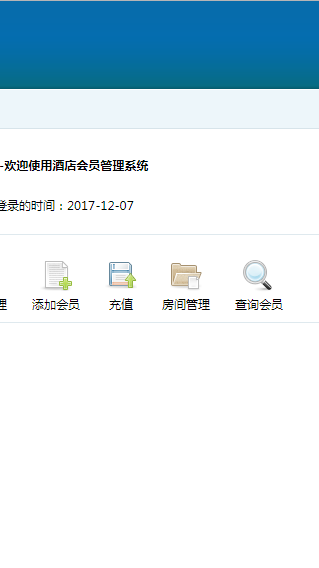 -欢迎使用酒店会员管理系统
登录的时间：2017-12-07
理 添加会员 充值 房间管理 查询会员